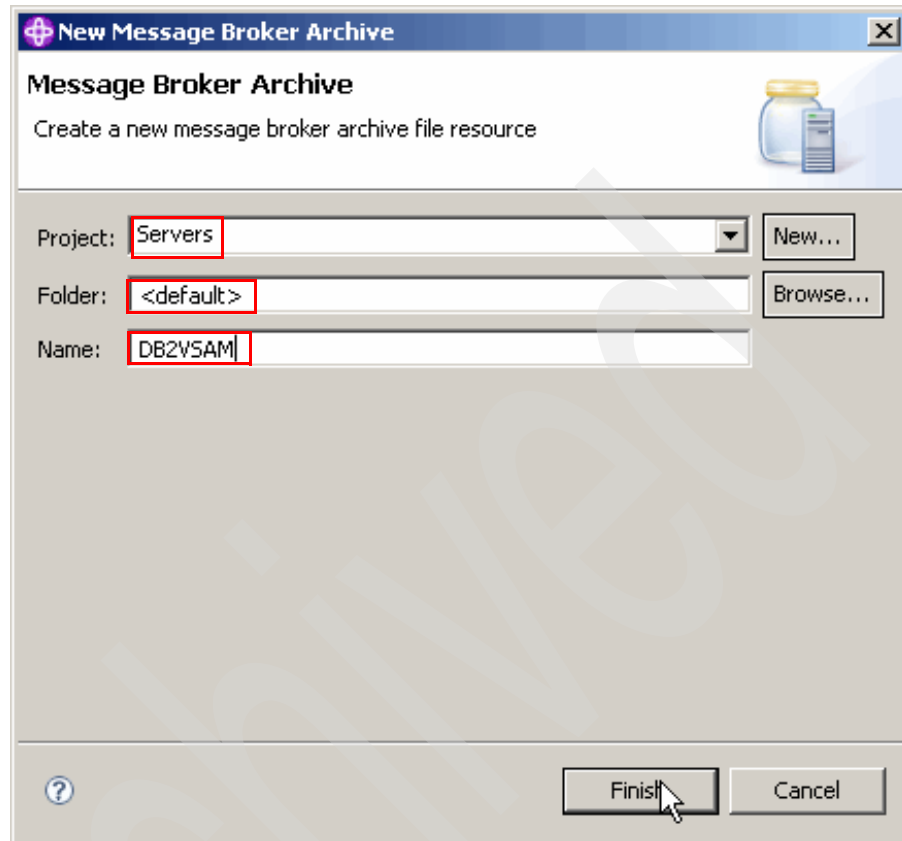 New Message Broker Archive
Message Broker Archive
Create a new message broker archive file resource
Project: Servers New...
Folder: <default> Browse...
Name: DB2VSAM
Finish Cancel